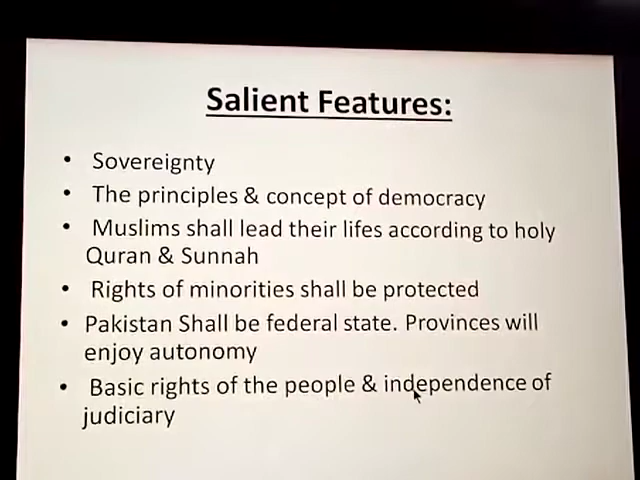 Salient Features:
• Sovereignty
• The principles & concept of democracy
• Muslims shall lead their lifes according to holy
Quran & Sunnah
• Rights of minorities shall be protected
• Pakistan Shall be federal state. Provinces will
enjoy autonomy
• Basic rights of the people & independence of
judiciary